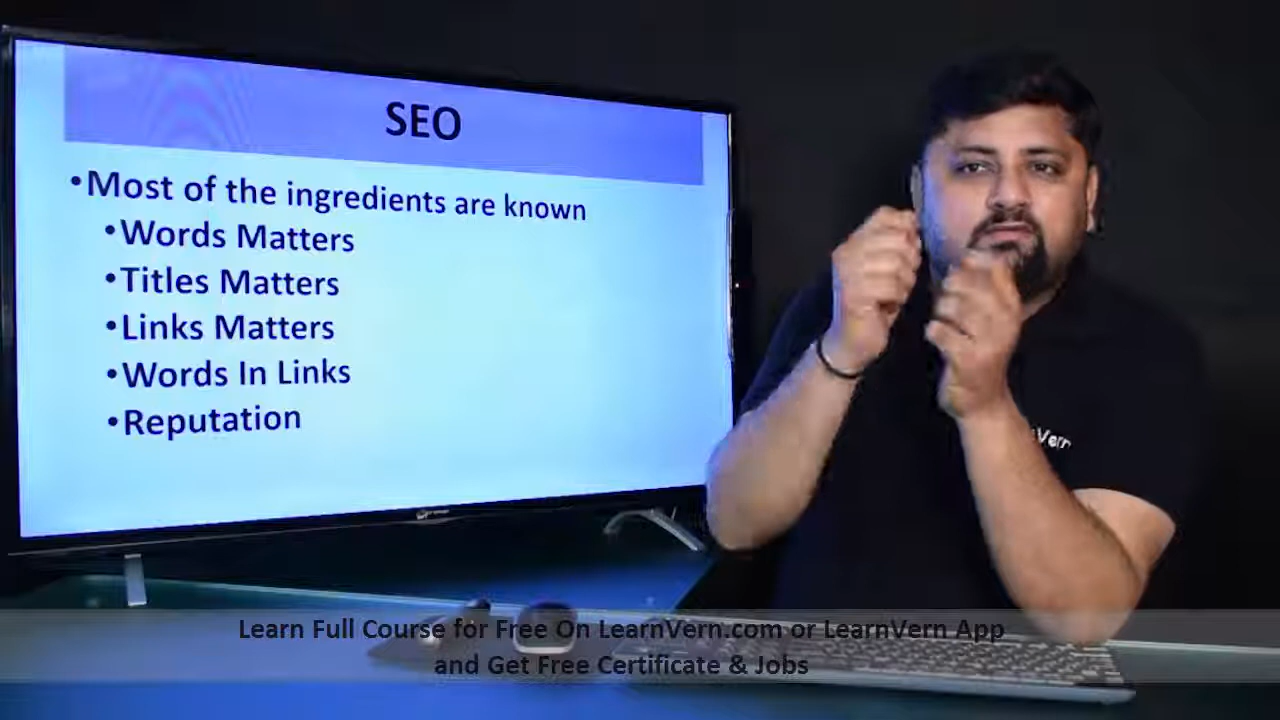 SEO
•Most of the ingredients are known
•Words Matters
•Titles Matters
•Links Matters
•Words In Links
•Reputation
Vern
Learn Full Course for Free On LearnVern.com or LearnVern App
and Get Free Certificate & Jobs